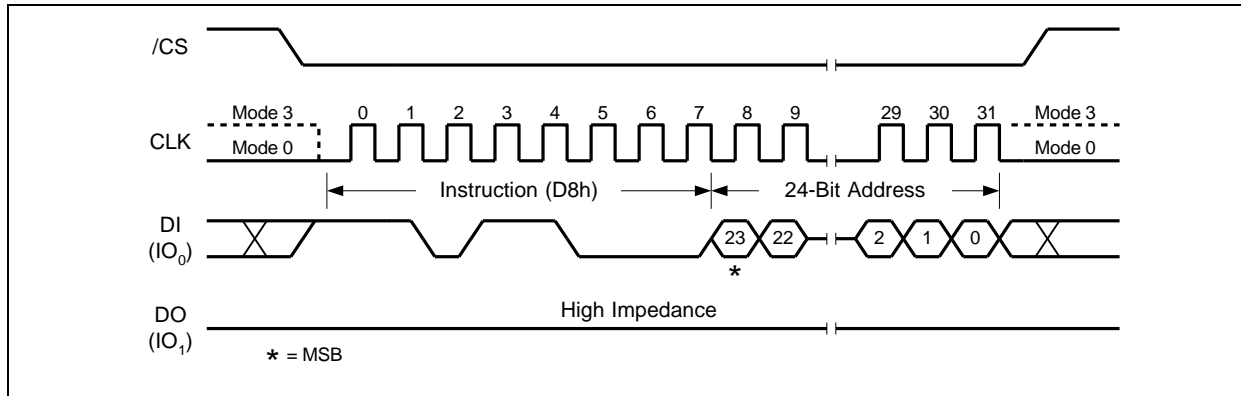 /CS
Mode 3 0 1 2 3 4 5 6 7 8 9 29 30 31 Mode 3
CLK
Mode 0 Mode 0
Instruction (D8h) 24-Bit Address
DI
(IO0) 23 22 2 1 0
*
DO High Impedance
(IO1)
* = MSB